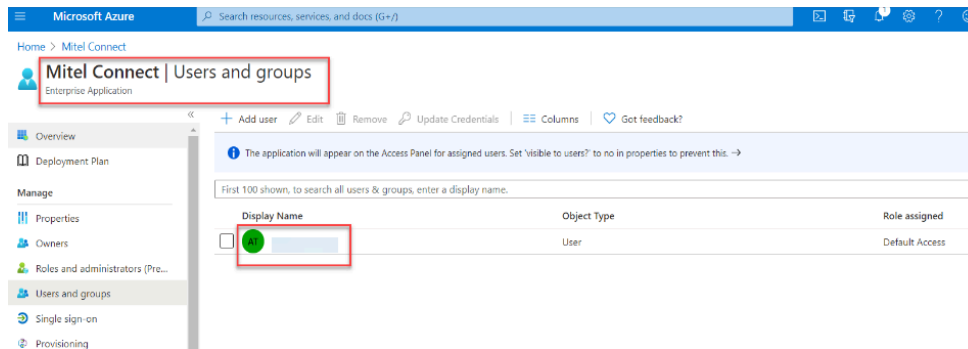 Microsoft Azure
Search resources, services, and docs (G+/)
1
Home > Mitel Connect
Mitel Connect | Users and groups
Enterprise Application
«
Add user
Edit
Remove
Update Credentials
Columns
Got feedback?
Overview
Deployment Plan
Manage
Properties
Owners
Roles and administrators (Pre...
Users and groups
Single sign-on
Provisioning
The application will appear on the Access Panel for assigned users. Set 'visible to users?' to no in properties to prevent this. →
First 100 shown, to search all users & groups, enter a display name.
Display Name
Object Type
Role assigned
AT
User
Default Access